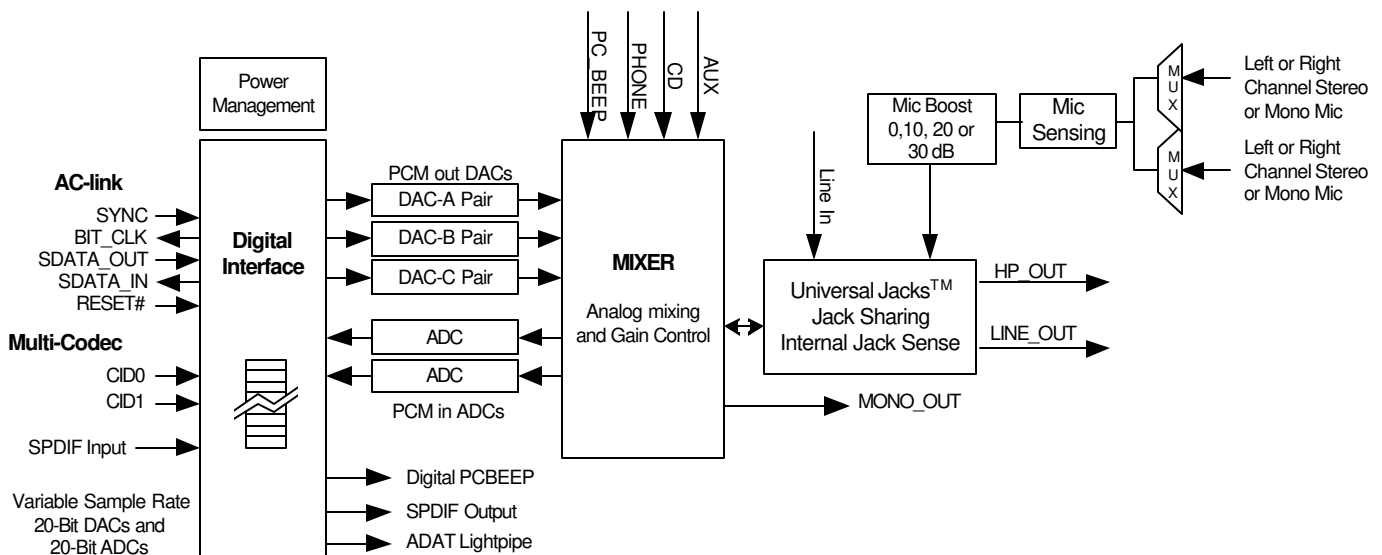 Power
Management
PC_BEEP
PHONE
CD
AUX
Mic Boost
0,10, 20 or
30 dB
Mic
Sensing
MUX
Left or Right
Channel Stereo
or Mono Mic
MUX
Left or Right
Channel Stereo
or Mono Mic
AC-link
SYNC
BIT_CLK
SDATA_OUT
SDATA_IN
RESET#
Multi-Codec
CID0
CID1
SPDIF Input
Variable Sample Rate
20-Bit DACs and
20-Bit ADCs
Digital
Interface
PCM out DACs
DAC-A Pair
DAC-B Pair
DAC-C Pair
ADC
ADC
PCM in ADCs
Digital PCBEEP
SPDIF Output
ADAT Lightpipe
MIXER
Analog mixing
and Gain Control
Line In
Universal Jacks™
Jack Sharing
Internal Jack Sense
HP_OUT
LINE_OUT
MONO_OUT